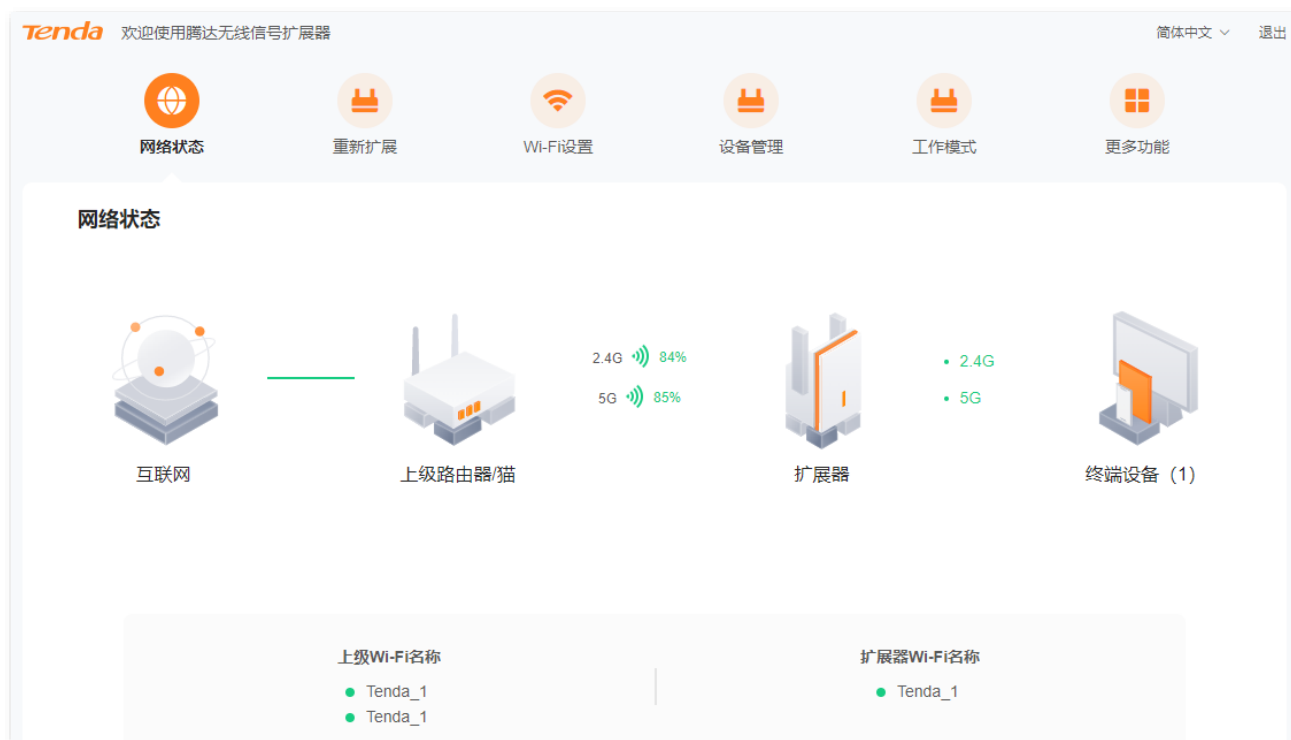 Tenda 欢迎使用腾达无线信号扩展器 简体中文 退出
网络状态 重新扩展 Wi-Fi设置 设备管理 工作模式 更多功能
网络状态
2.4G 84% • 2.4G
5G 85% • 5G
互联网 上级路由器/猫 扩展器 终端设备（1）
上级Wi-Fi名称 扩展器Wi-Fi名称
Tenda_1 Tenda_1
Tenda_1